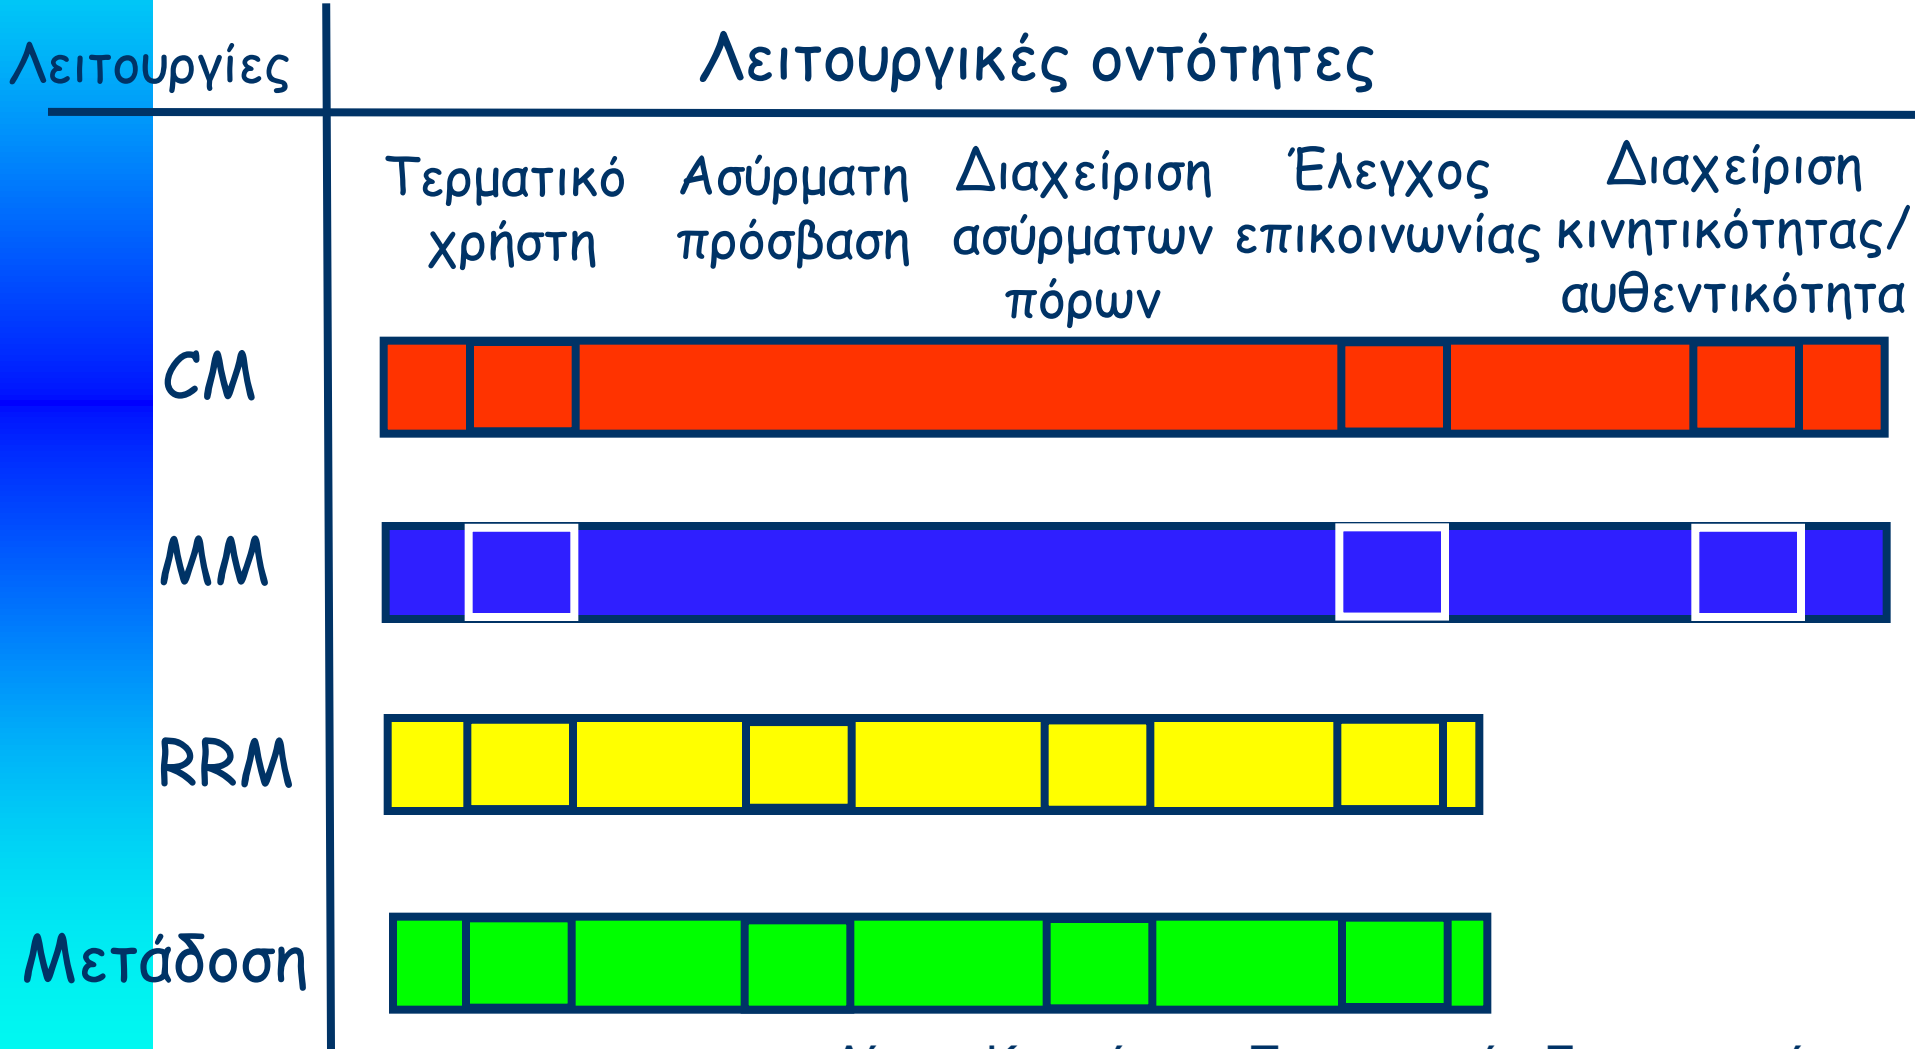 Λειτουργίες
Λειτουργικές οντότητες
Τερματικό
χρήστη
Ασύρματη
πρόσβαση
Διαχείριση
ασύρματων
πόρων
Έλεγχος
επικοινωνίας
Διαχείριση
κινητικότητας/
αυθεντικότητα
CM
MM
RRM
Μετάδοση